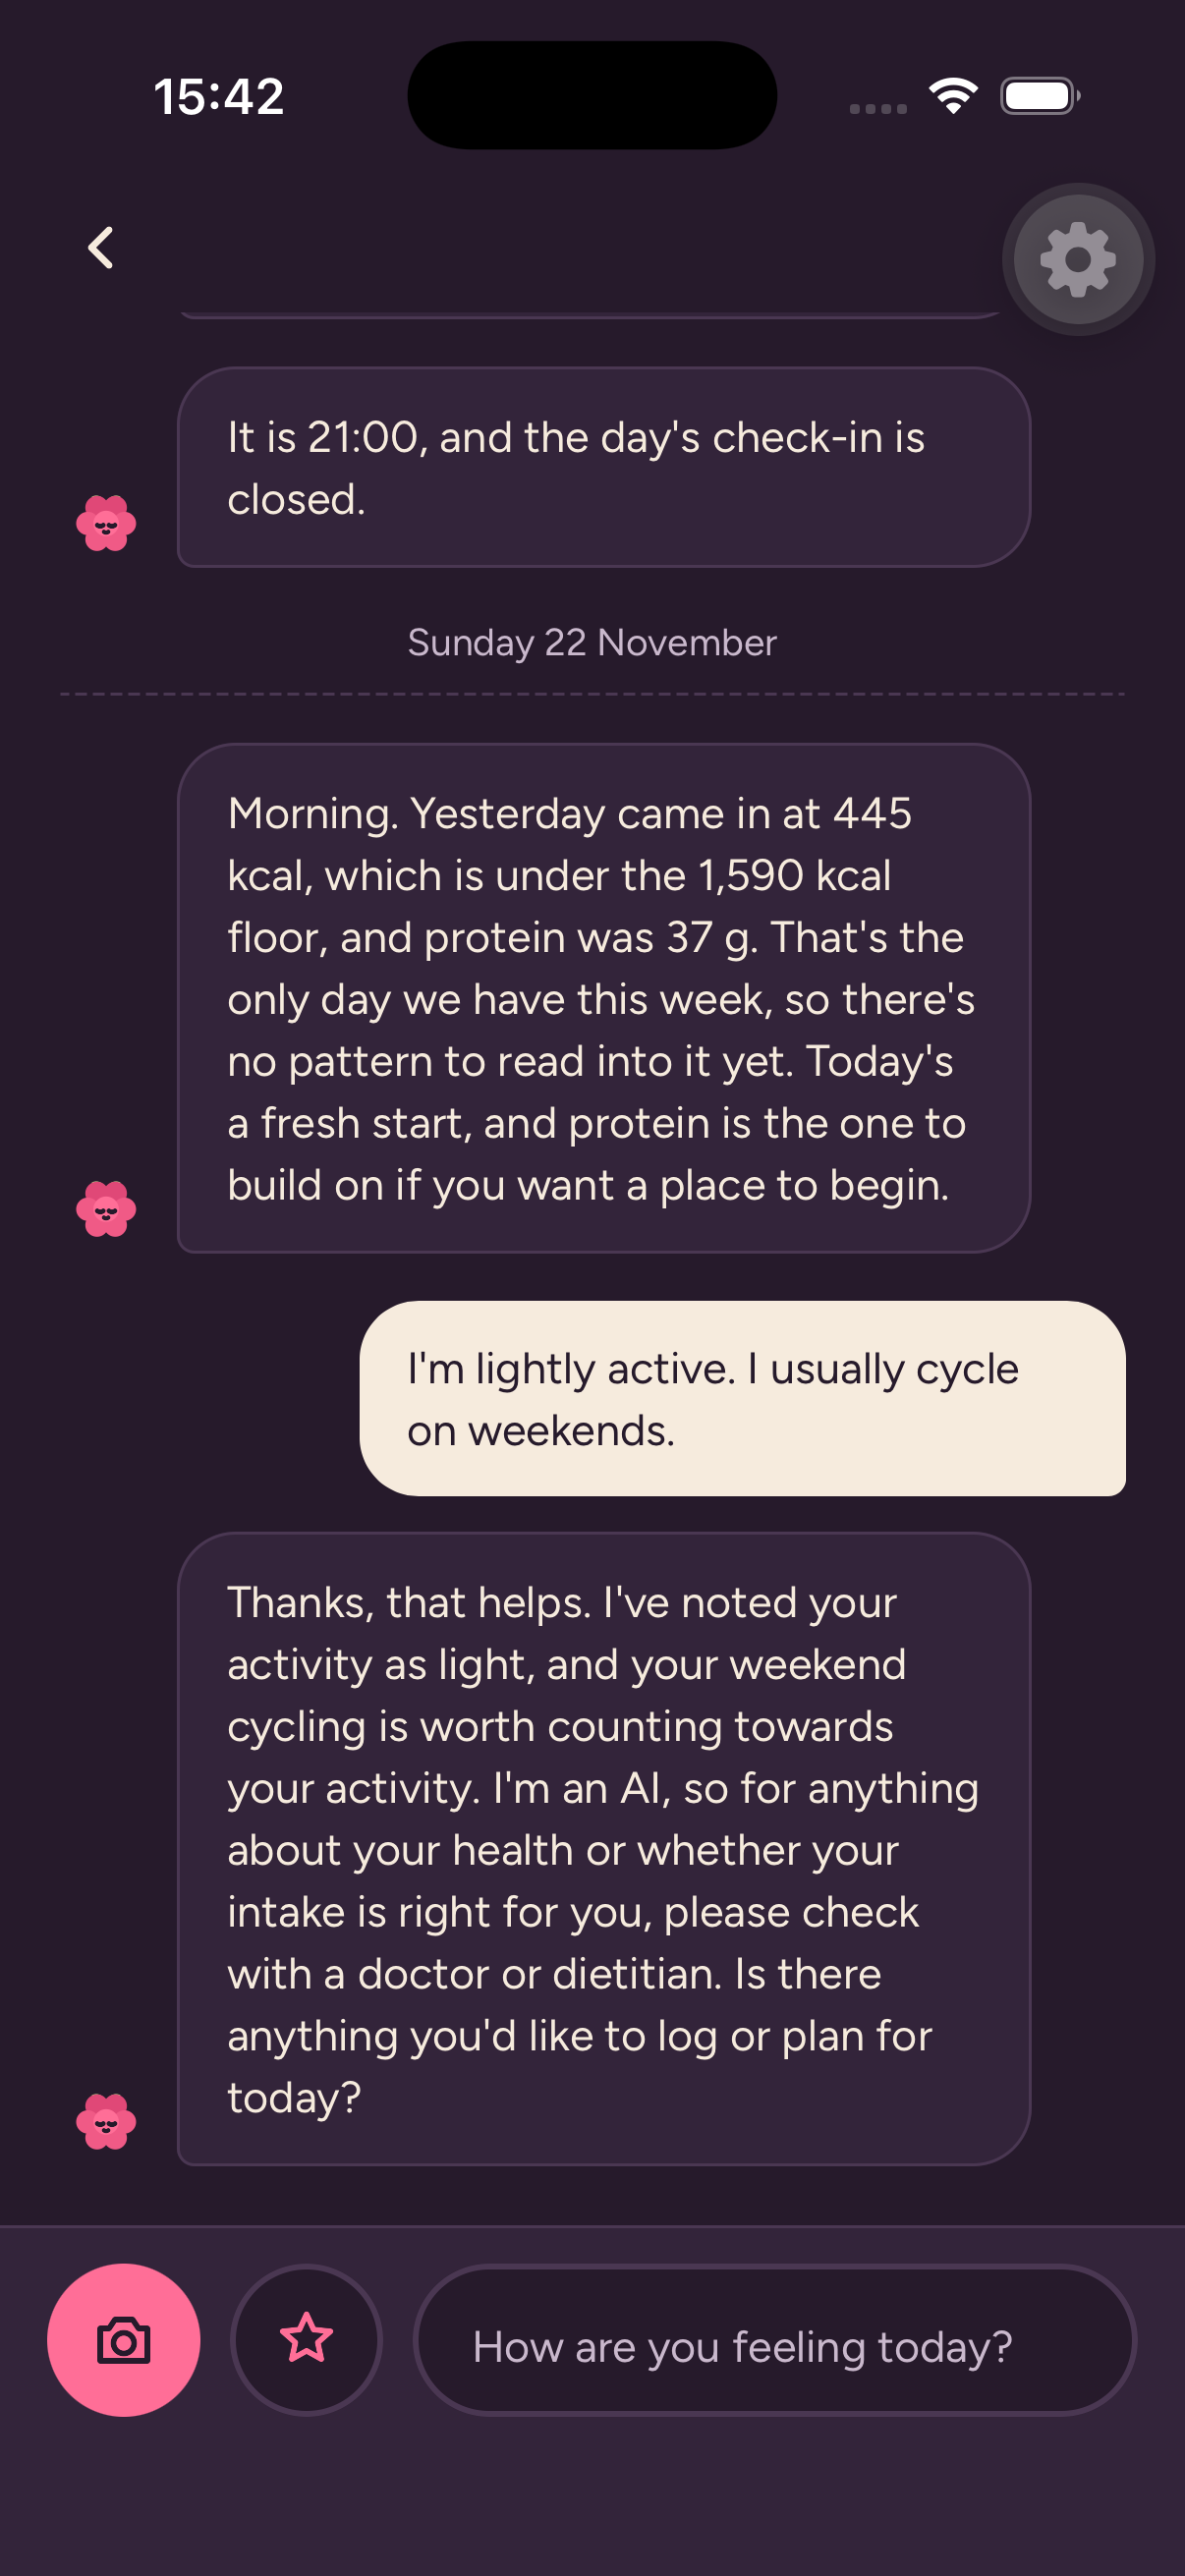 15:42
It is 21:00, and the day's check-in is
closed.
Sunday 22 November
Morning. Yesterday came in at 445
kcal, which is under the 1,590 kcal
floor, and protein was 37 g. That's the
only day we have this week, so there's
no pattern to read into it yet. Today's
a fresh start, and protein is the one to
build on if you want a place to begin.
I'm lightly active. I usually cycle
on weekends.
Thanks, that helps. I've noted your
activity as light, and your weekend
cycling is worth counting towards
your activity. I'm an AI, so for anything
about your health or whether your
intake is right for you, please check
with a doctor or dietitian. Is there
anything you'd like to log or plan for
today?
How are you feeling today?